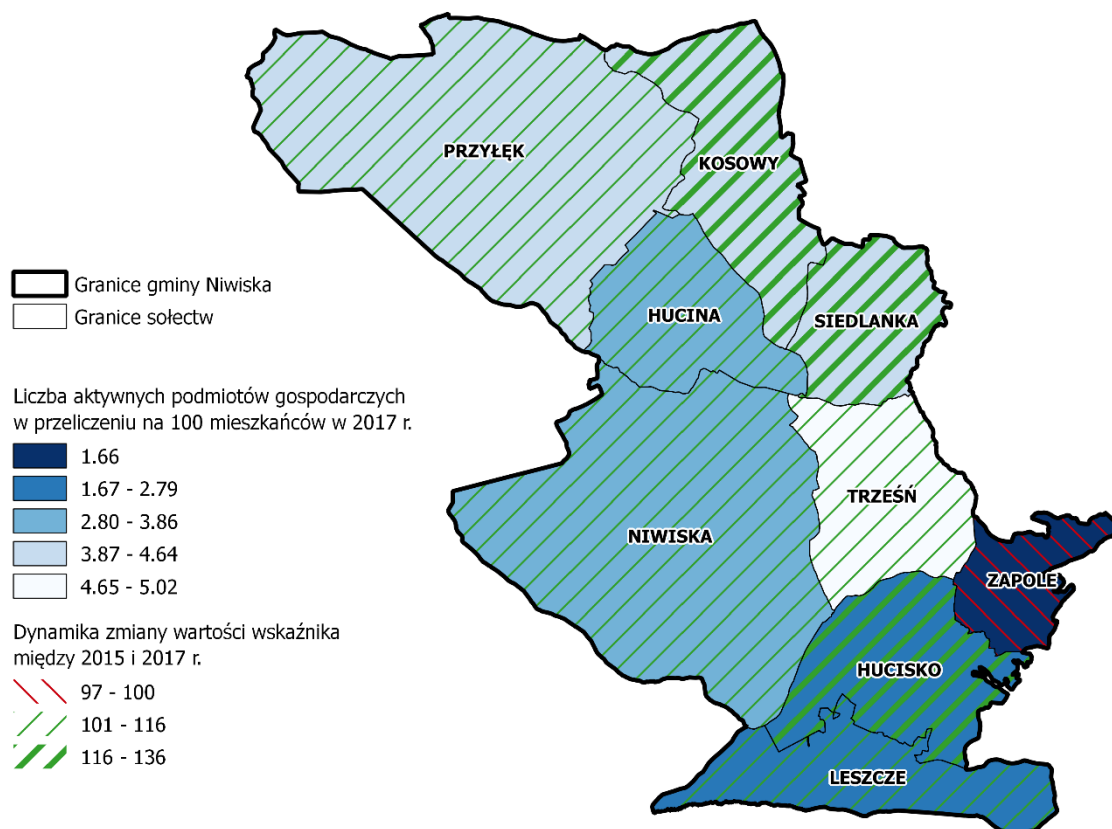 PRZYŁĘK
KOSOWY
HUCINA
SIEDLANKA
TRZEŚŃ
NIWISKA
ZAPOLE
HUCISKO
LESZCZE
Granice gminy Niwiska
Granice sołectw
Liczba aktywnych podmiotów gospodarczych
w przeliczeniu na 100 mieszkańców w 2017 r.
1.66
1.67 - 2.79
2.80 - 3.86
3.87 - 4.64
4.65 - 5.02
Dynamika zmiany wartości wskaźnika
między 2015 i 2017 r.
97 - 100
101 - 116
116 - 136